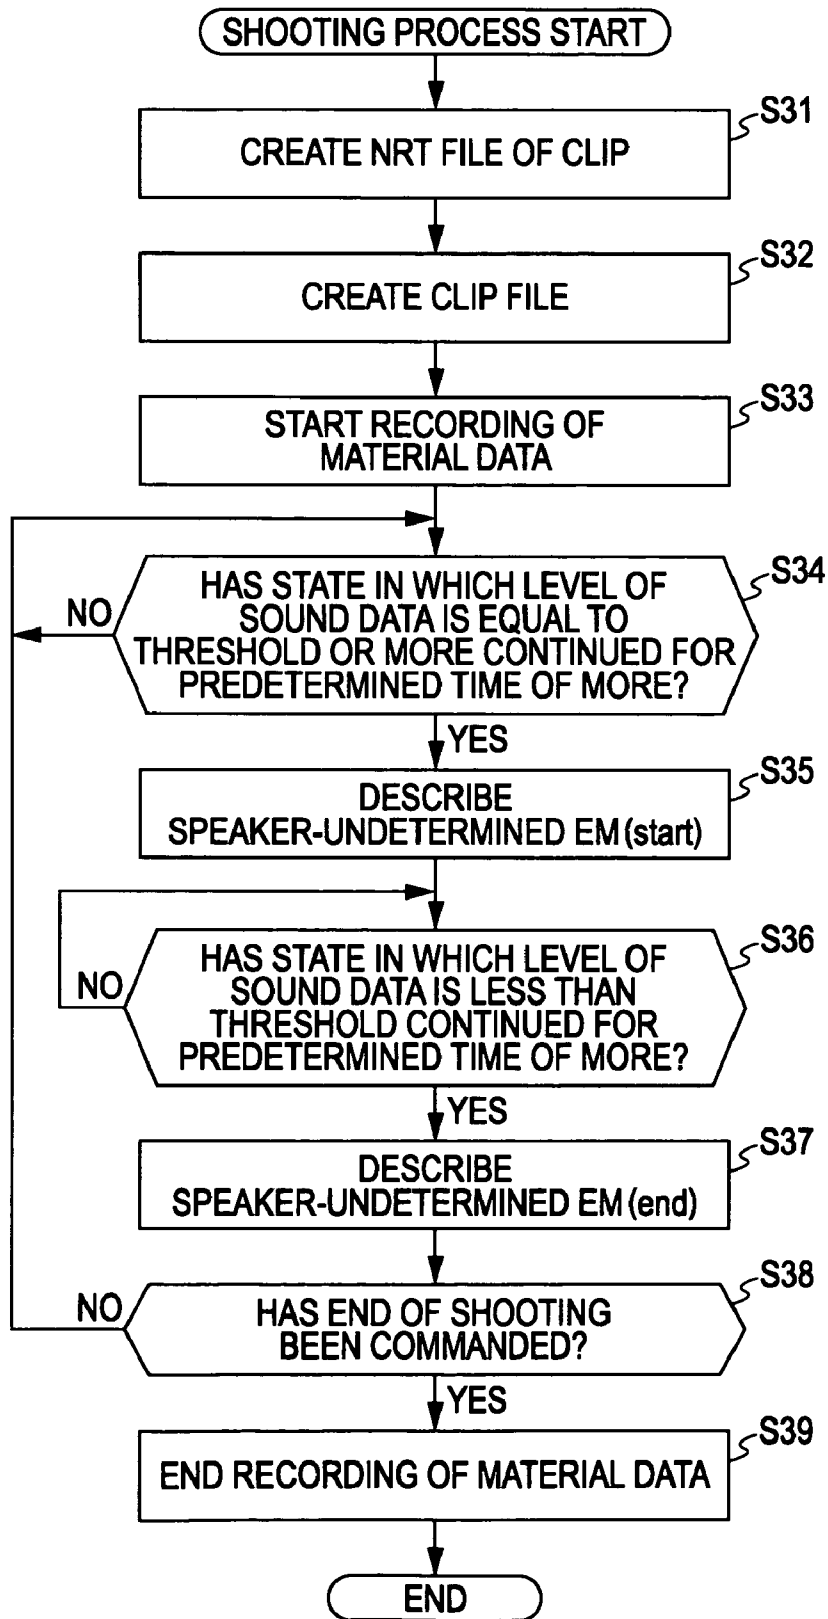 SHOOTING PROCESS START
S31
CREATE NRT FILE OF CLIP
S32
CREATE CLIP FILE
S33
START RECORDING OF
MATERIAL DATA
S34
HAS STATE IN WHICH LEVEL OF
SOUND DATA IS EQUAL TO
THRESHOLD OR MORE CONTINUED FOR
PREDETERMINED TIME OF MORE?
NO
YES
S35
DESCRIBE
SPEAKER-UNDETERMINED EM (start)
S36
HAS STATE IN WHICH LEVEL OF
SOUND DATA IS LESS THAN
THRESHOLD CONTINUED FOR
PREDETERMINED TIME OF MORE?
NO
YES
S37
DESCRIBE
SPEAKER-UNDETERMINED EM (end)
S38
HAS END OF SHOOTING
BEEN COMMANDED?
NO
YES
S39
END RECORDING OF MATERIAL DATA
END